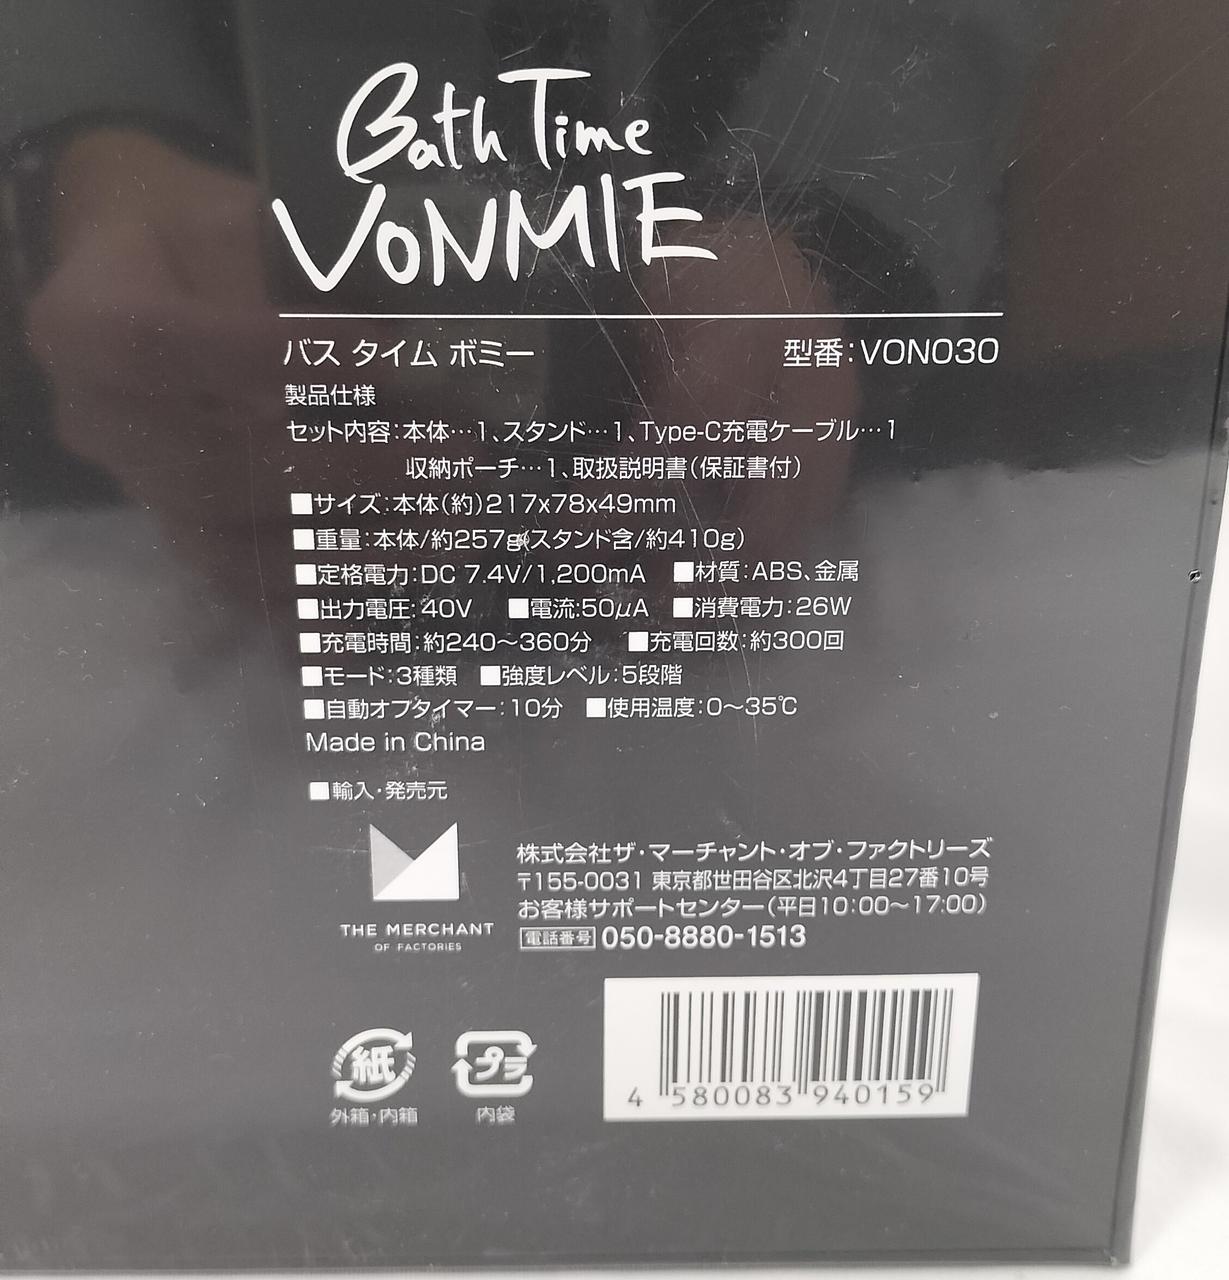 Bath Time
VONMIE
バス タイム ボミー 型番:VON030
製品仕様
セット内容:本体…1、スタンド…1、Type-C充電ケーブル…1
収納ポーチ…1、取扱説明書(保証書付)
■サイズ:本体(約)217x78x49mm
■重量:本体/約257g(スタンド含/約410g)
■定格電力:DC 7.4V/1,200mA ■材質:ABS、金属
■出力電圧:40V ■電流:50μA ■消費電力:26W
■充電時間:約240〜360分 ■充電回数:約300回
■モード:3種類 ■強度レベル:5段階
■自動オフタイマー:10分 ■使用温度:0〜35℃
Made in China
■輸入・発売元
株式会社ザ・マーチャント・オブ・ファクトリーズ
〒155-0031 東京都世田谷区北沢4丁目27番10号
お客様サポートセンター(平日10:00〜17:00)
電話番号 050-8880-1513
THE MERCHANT
OF FACTORIES
紙
外箱・内箱
プラ
内袋
4 580083 940159